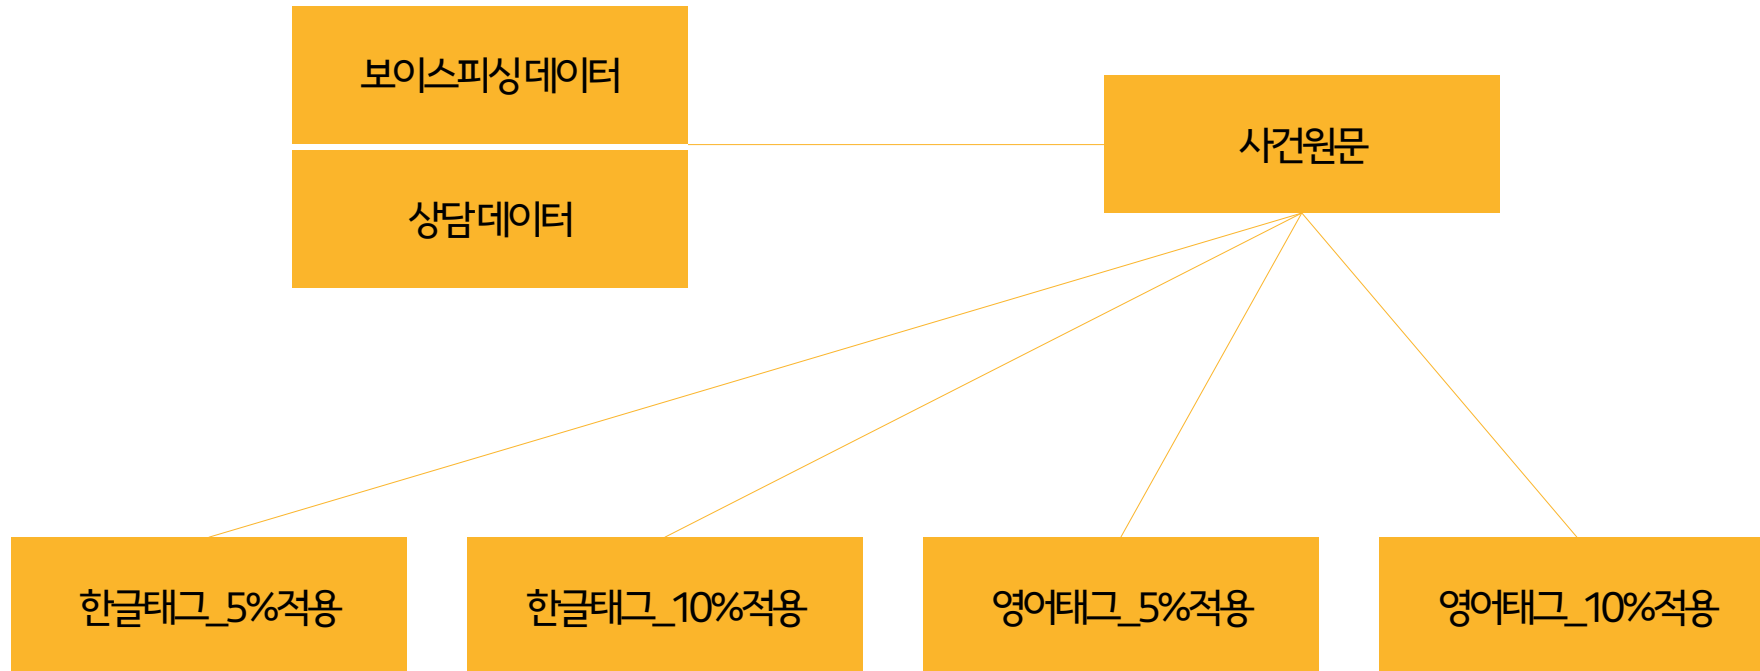 보이스피싱 데이터
사건원문
상담 데이터
한글태그_5%적용
한글태그_10%적용
영어태그_5%적용
영어태그_10%적용